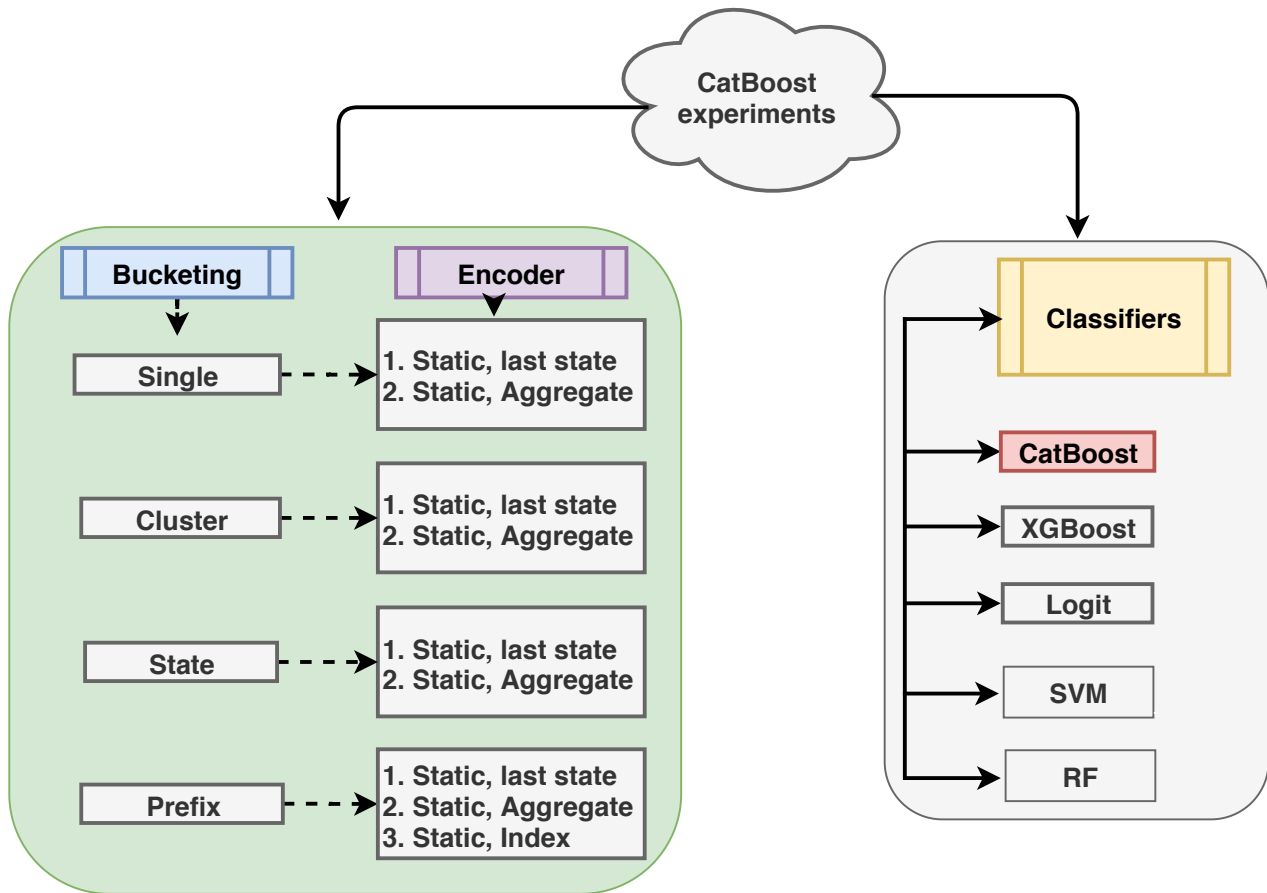 CatBoost
experiments
Bucketing
Encoder
Single
1. Static, last state
2. Static, Aggregate
Cluster
1. Static, last state
2. Static, Aggregate
State
1. Static, last state
2. Static, Aggregate
Prefix
1. Static, last state
2. Static, Aggregate
3. Static, Index
Classifiers
CatBoost
XGBoost
Logit
SVM
RF